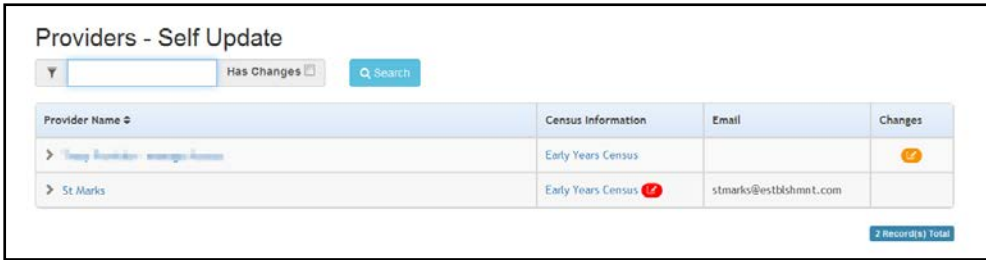 Providers - Self Update
Has Changes Search
Provider Name Census Information Email Changes
Early Years Census
St Marks Early Years Census stmarks@estblshmnt.com
2 Record(s) Total